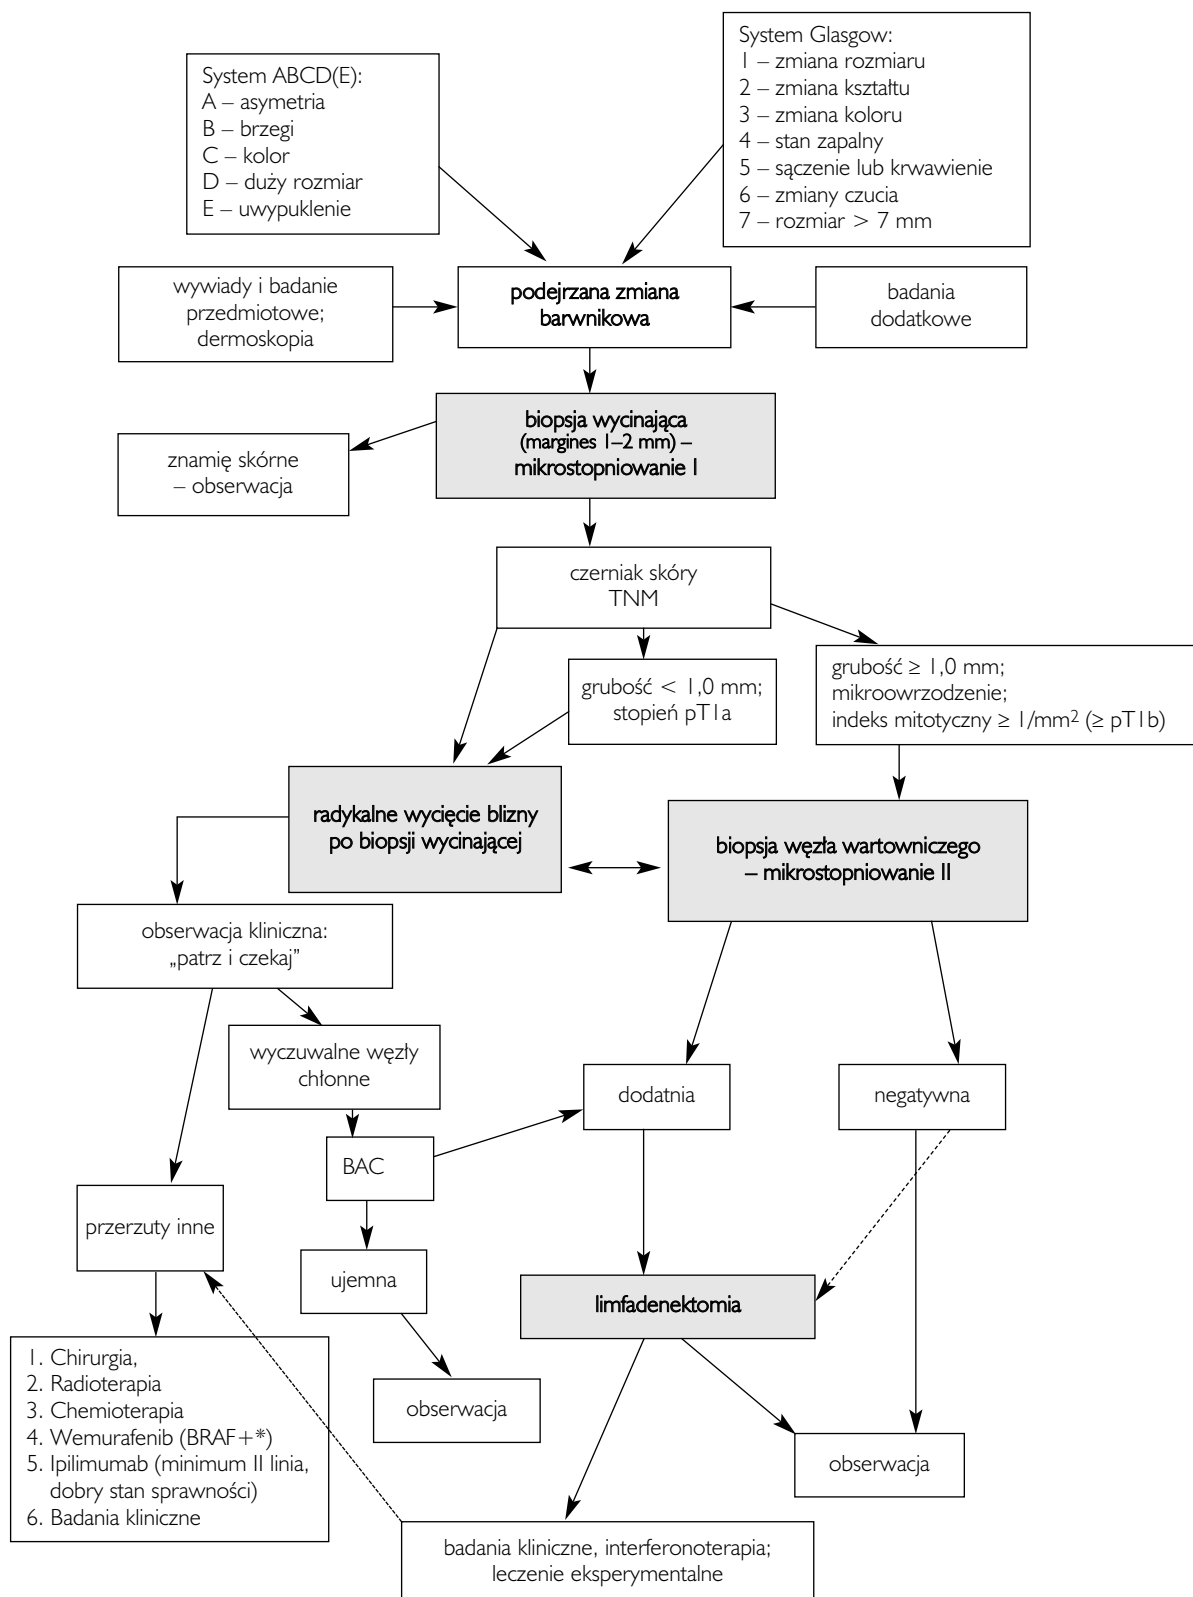 System ABCD(E):
A – asymetria
B – brzegi
C – kolor
D – duży rozmiar
E – uwypuklenie
System Glasgow:
1 – zmiana rozmiaru
2 – zmiana kształtu
3 – zmiana koloru
4 – stan zapalny
5 – sączenie lub krwawienie
6 – zmiany czucia
7 – rozmiar > 7 mm
wywiady i badanie
przedmiotowe;
dermoskopia
podejrzana zmiana
barwnikowa
badania
dodatkowe
biopsja wycinająca
(margines 1–2 mm) –
mikrostopniowanie I
znamię skórne
– obserwacja
czerniak skóry
TNM
grubość < 1,0 mm;
stopień pT1a
grubość ≥ 1,0 mm;
mikroowrzodzenie;
indeks mitotyczny ≥ 1/mm² (≥ pT1b)
radykalne wycięcie blizny
po biopsji wycinającej
biopsja węzła wartowniczego
– mikrostopniowanie II
obserwacja kliniczna:
„patrz i czekaj”
wyczuwalne węzły
chłonne
dodatnia
negatywna
BAC
przerzuty inne
ujemna
limfadenektomia
1. Chirurgia,
2. Radioterapia
3. Chemioterapia
4. Wemurafenib (BRAF+*)
5. Ipilimumab (minimum II linia,
dobry stan sprawności)
6. Badania kliniczne
obserwacja
obserwacja
badania kliniczne, interferonoterapia;
leczenie eksperymentalne